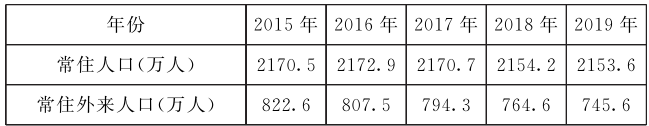 年份 2015 年 2016 年 2017 年 2018 年 2019 年
常住人口(万人) 2170.5 2172.9 2170.7 2154.2 2153.6
常住外来人口(万人) 822.6 807.5 794.3 764.6 745.6